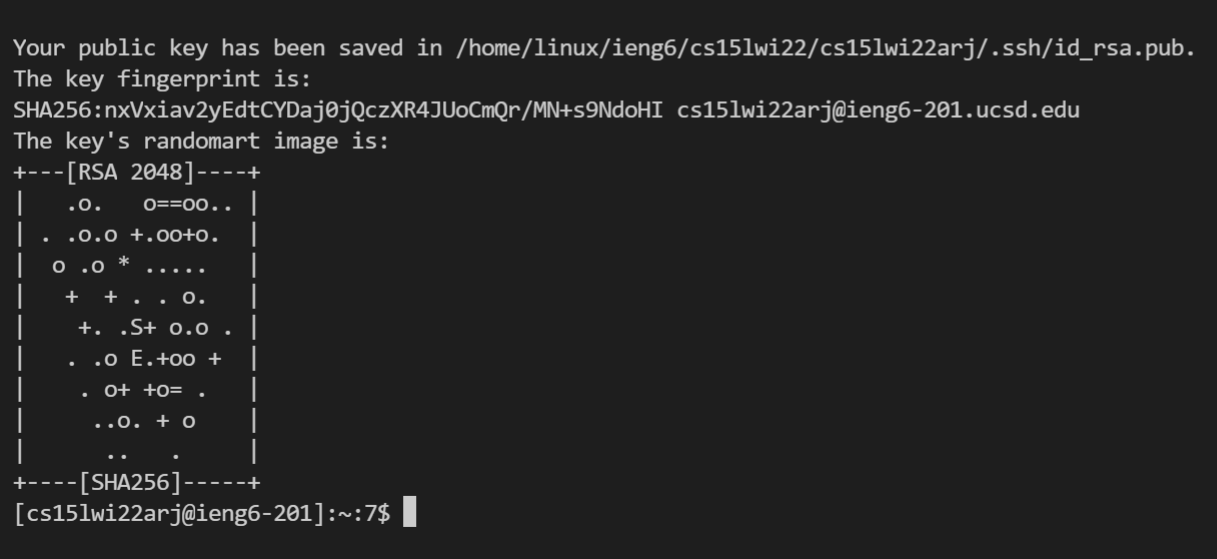 Your public key has been saved in /home/linux/ieng6/cs15lwi22/cs15lwi22arj/.ssh/id_rsa.pub.
The key fingerprint is:
SHA256:nxVxiav2yEdtCYDaj0jQczXR4JUoCmQr/MN+s9NdoHI cs15lwi22arj@ieng6-201.ucsd.edu
The key's randomart image is:
+---[RSA 2048]----+
|   .o.   o==oo.. |
| . .o.o +.oo+o.  |
|  o .o * .....   |
|   +  + . . o.   |
|    +. .S+ o.o . |
|   . .o E.+oo +  |
|    . o+ +o= .   |
|     ..o. + o    |
|      ..   .     |
+----[SHA256]-----+
[cs15lwi22arj@ieng6-201]:~:7$